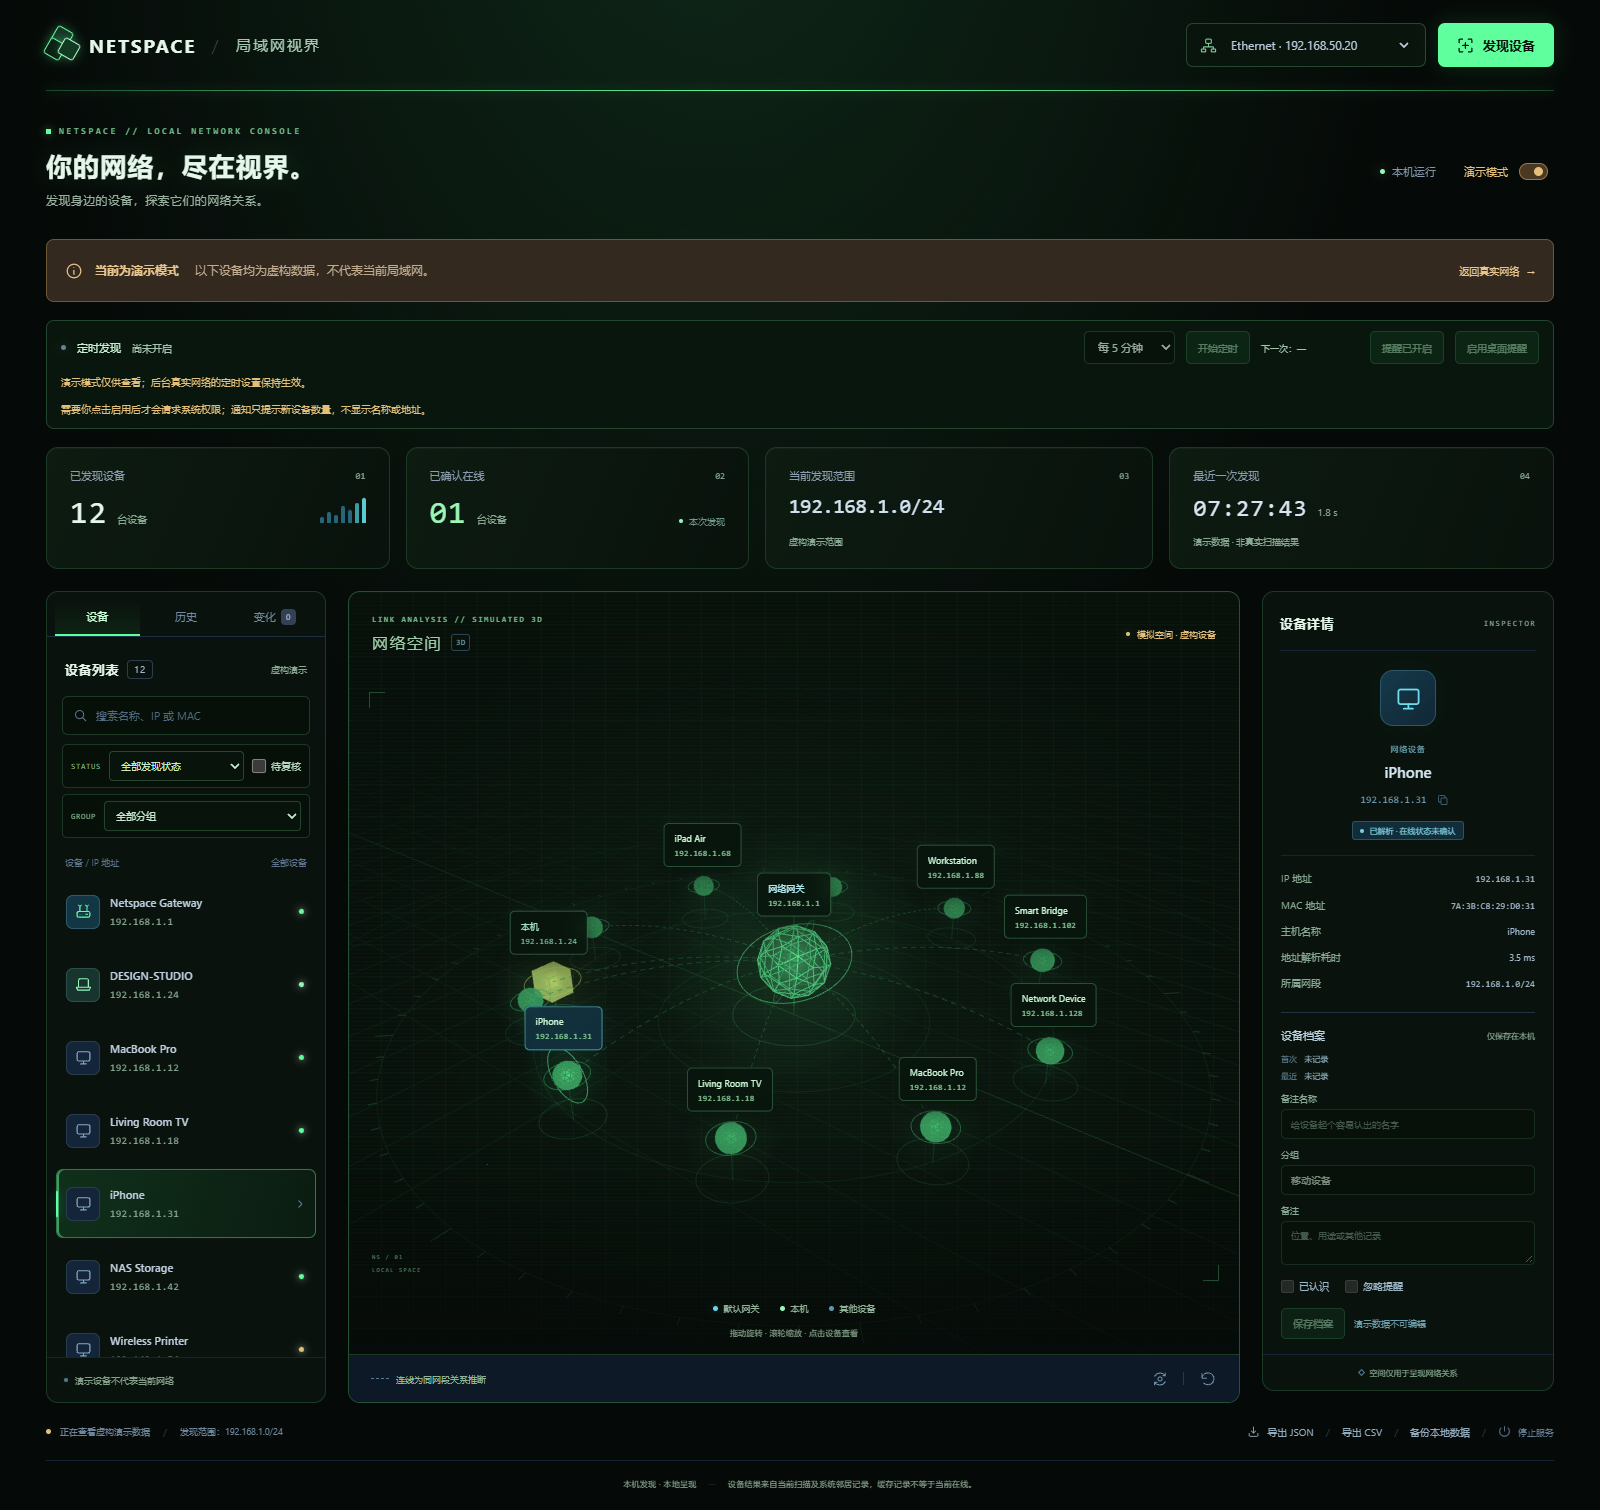 NETSPACE / 局域网视界
Ethernet · 192.168.50.20
发现设备
NETSPACE // LOCAL NETWORK CONSOLE
你的网络，尽在视界。
发现身边的设备，探索它们的网络关系。
本机运行
演示模式
当前为演示模式 以下设备均为虚构数据，不代表当前局域网。
返回真实网络 →
定时发现 尚未开启
每 5 分钟
开始定时
下一次：—
提醒已开启
启用桌面提醒
演示模式仅供查看；后台真实网络的定时设置保持生效。
需要你点击启用后才会请求系统权限；通知只提示新设备数量，不显示名称或地址。
已发现设备 01
12 台设备
已确认在线 02
01 台设备
本次发现
当前发现范围 03
192.168.1.0/24
虚构演示范围
最近一次发现 04
07:27:43 1.8 s
演示数据 · 非真实扫描结果
设备
历史
变化 0
设备列表 12
虚构演示
搜索名称、IP 或 MAC
STATUS 全部发现状态 待复核
GROUP 全部分组
设备 / IP 地址 全部设备
Netspace Gateway
192.168.1.1
DESIGN-STUDIO
192.168.1.24
MacBook Pro
192.168.1.12
Living Room TV
192.168.1.18
iPhone
192.168.1.31
NAS Storage
192.168.1.42
Wireless Printer
演示设备不代表当前网络
LINK ANALYSIS // SIMULATED 3D
网络空间 3D
模拟空间 · 虚构设备
iPad Air
192.168.1.68
网络网关
192.168.1.1
Workstation
192.168.1.88
Smart Bridge
192.168.1.102
本机
192.168.1.24
iPhone
192.168.1.31
Network Device
192.168.1.128
Living Room TV
192.168.1.18
MacBook Pro
192.168.1.12
NS / 01
LOCAL SPACE
默认网关 本机 其他设备
拖动旋转 · 滚轮缩放 · 点击设备查看
连线为同网段关系推断
设备详情 INSPECTOR
网络设备
iPhone
192.168.1.31
已解析 · 在线状态未确认
IP 地址 192.168.1.31
MAC 地址 7A:3B:C8:29:D0:31
主机名称 iPhone
地址解析耗时 3.5 ms
所属网段 192.168.1.0/24
设备档案 仅保存在本机
首次 未记录
最近 未记录
备注名称
给设备起个容易认出的名字
分组
移动设备
备注
位置、用途或其他记录
已认识 忽略提醒
保存档案 演示数据不可编辑
空间仅用于呈现网络关系
正在查看虚构演示数据 / 发现范围：192.168.1.0/24
导出 JSON / 导出 CSV / 备份本地数据 / 停止服务
本机发现 · 本地呈现 — 设备结果来自当前扫描及系统邻居记录，缓存记录不等于当前在线。